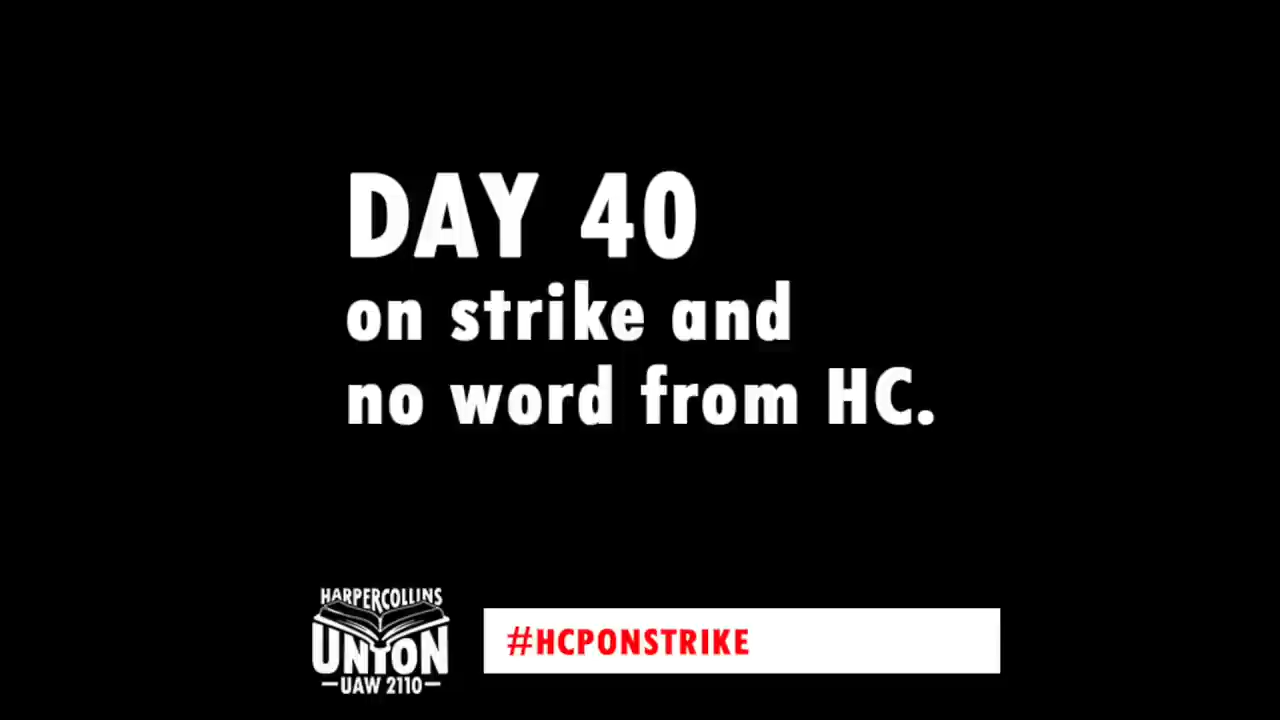 DAY 40
on strike and
no word from HC.
HARPERCOLLINS
UNION
UAW 2110
#HCPONSTRIKE